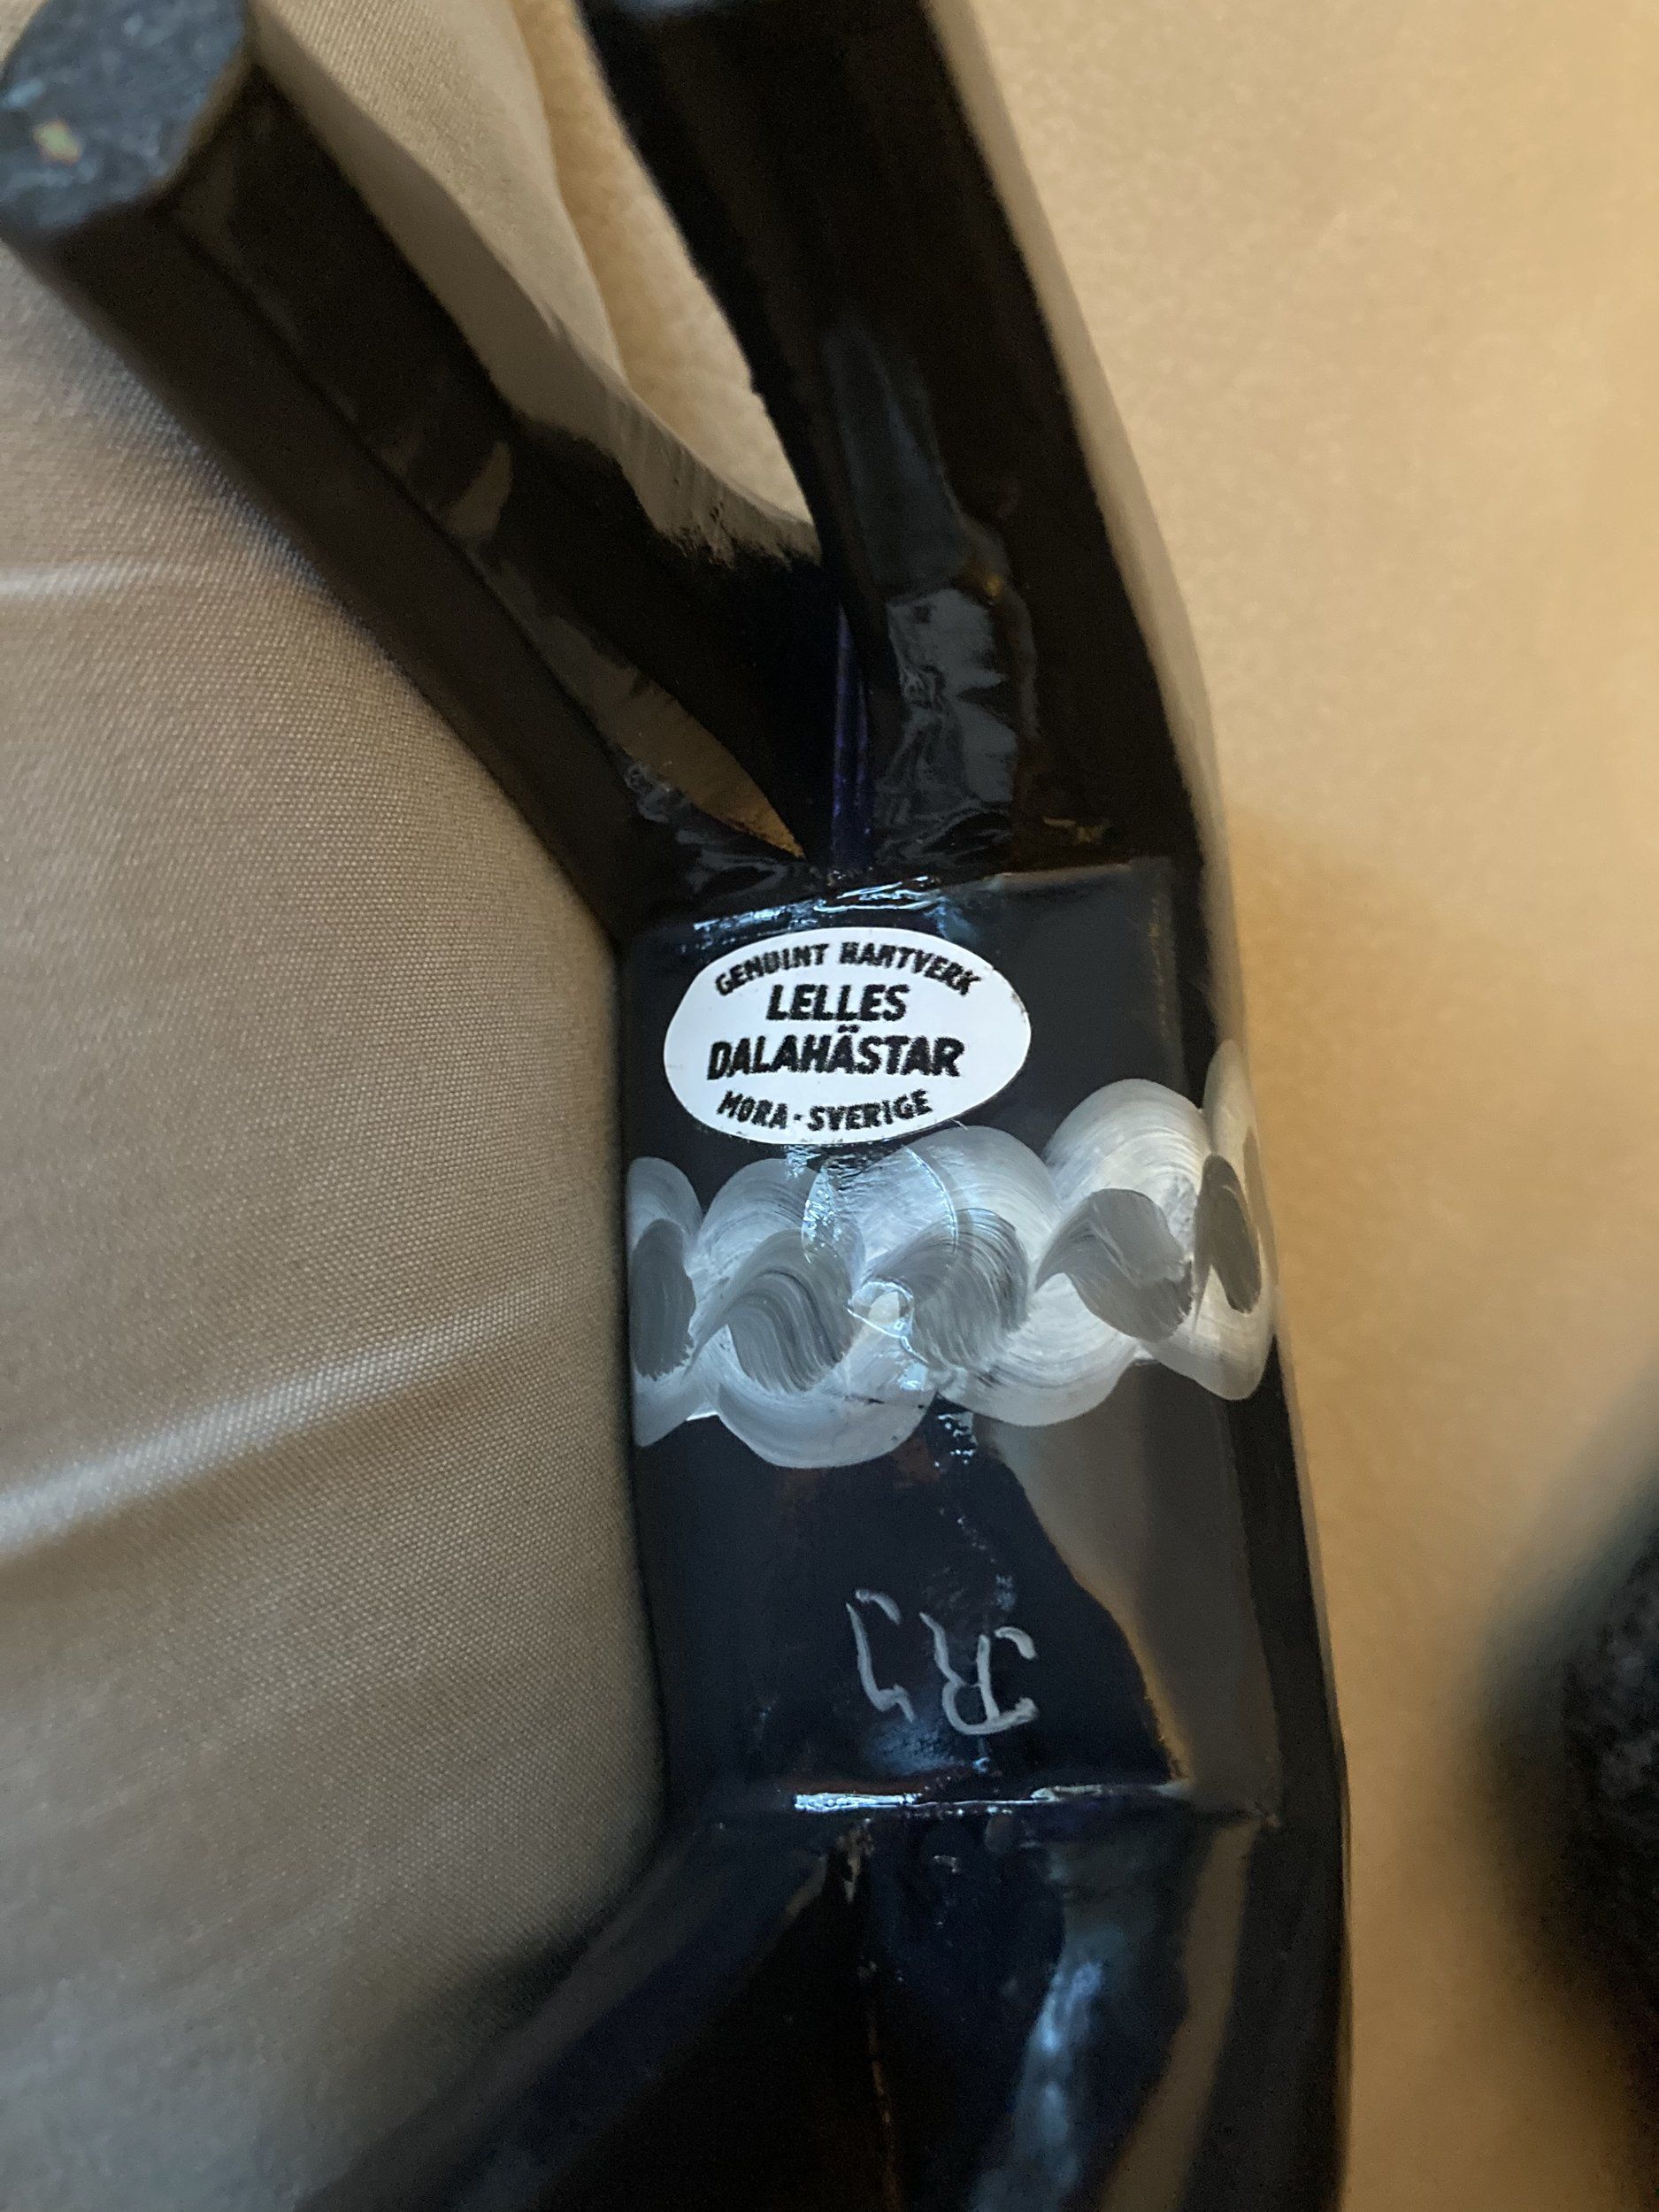 GENUINT HANTVERK
LELLES
DALAHÄSTAR
MORA - SVERIGE